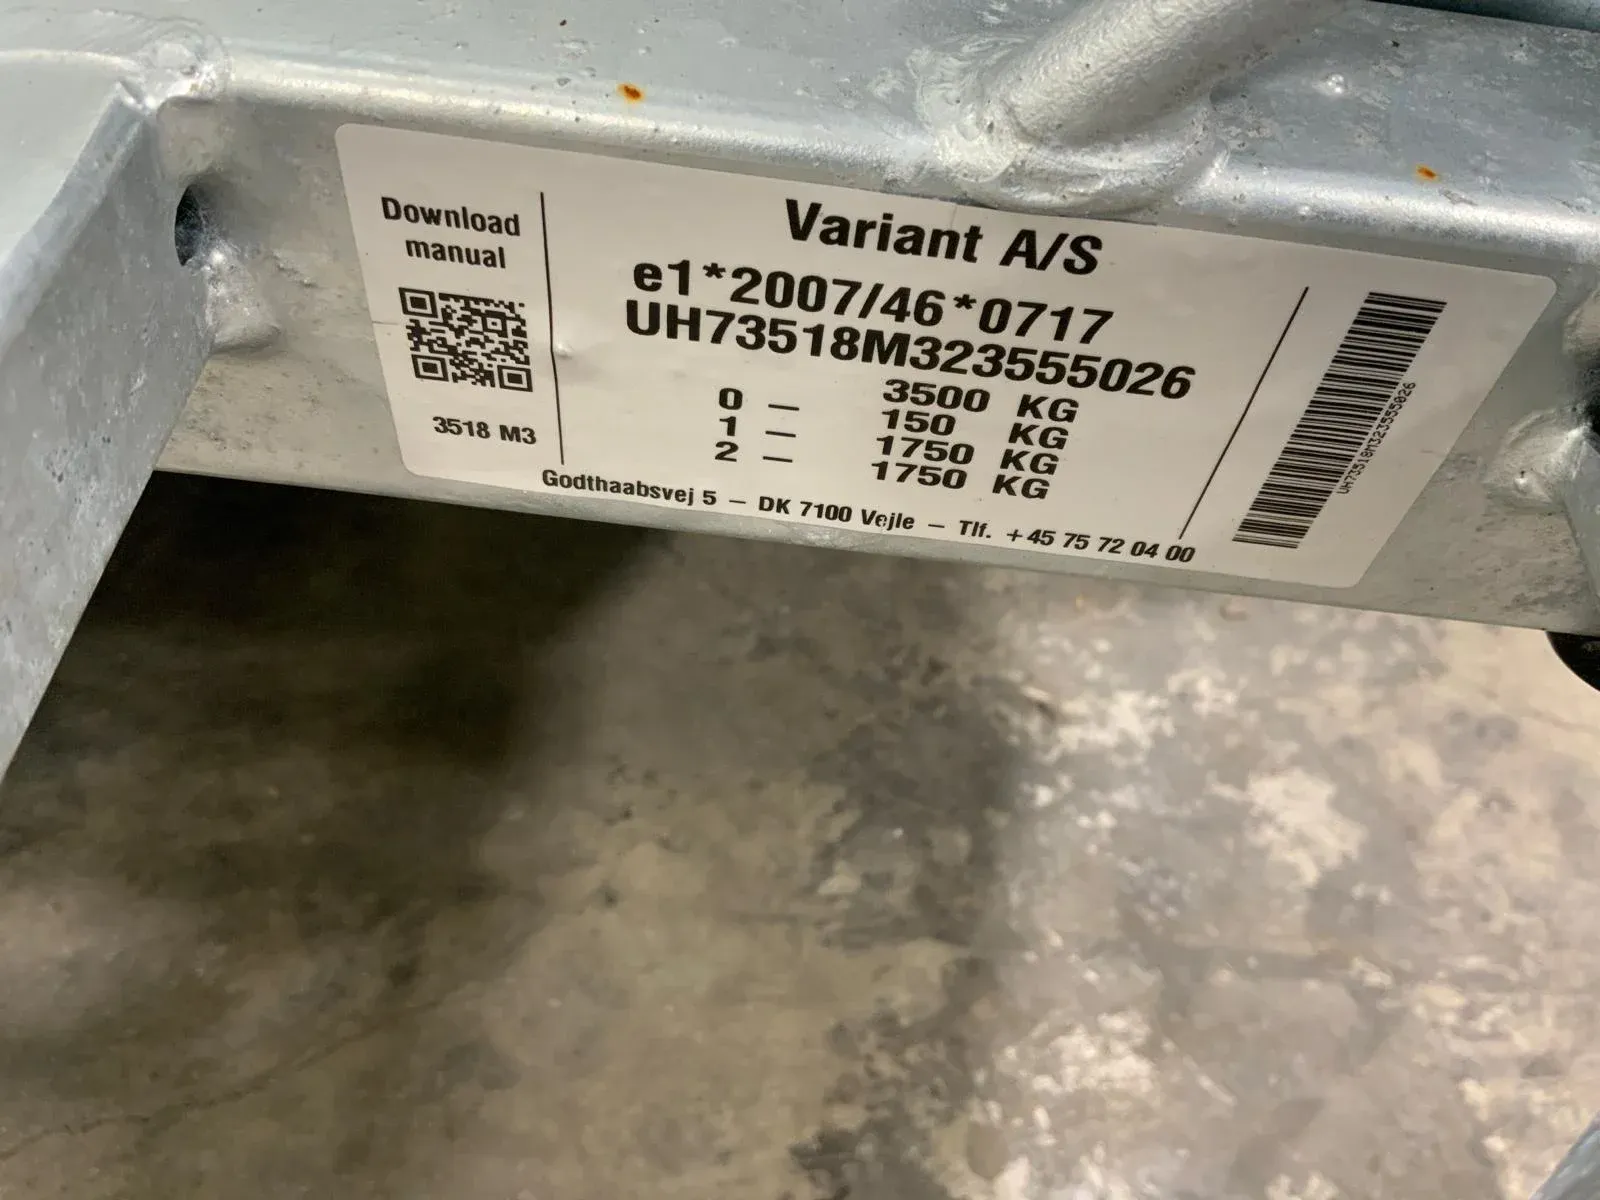 Download
manual
3518 M3
Variant A/S
e1*2007/46*0717
UH73518M323555026
3500 KG
0 – 150 KG
1 – 1750 KG
2 – 1750 KG
Godthaabsvej 5 – DK 7100 Vejle – Tlf. +45 75 72 04 00
UH73518M323555026